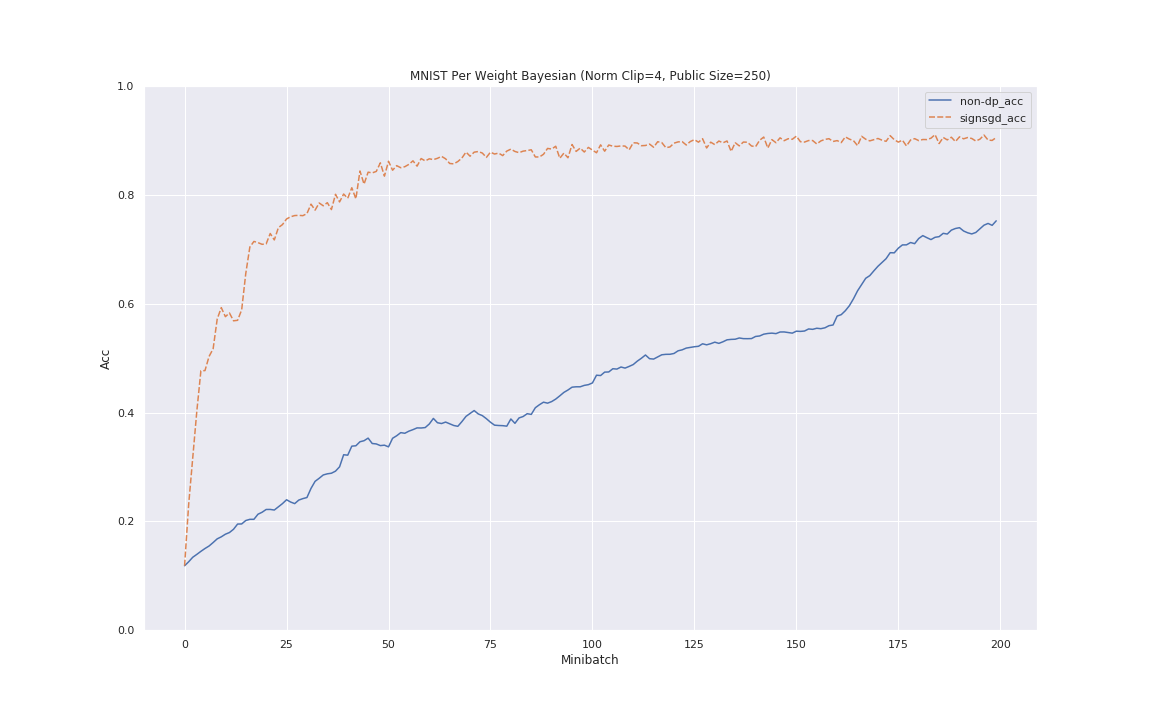 MNIST Per Weight Bayesian (Norm Clip=4, Public Size=250)
1.0
non-dp_acc
signsgd_acc
0.8
0.6
Acc
0.4
0.2
0.0
0 25 50 75 100 125 150 175 200
Minibatch